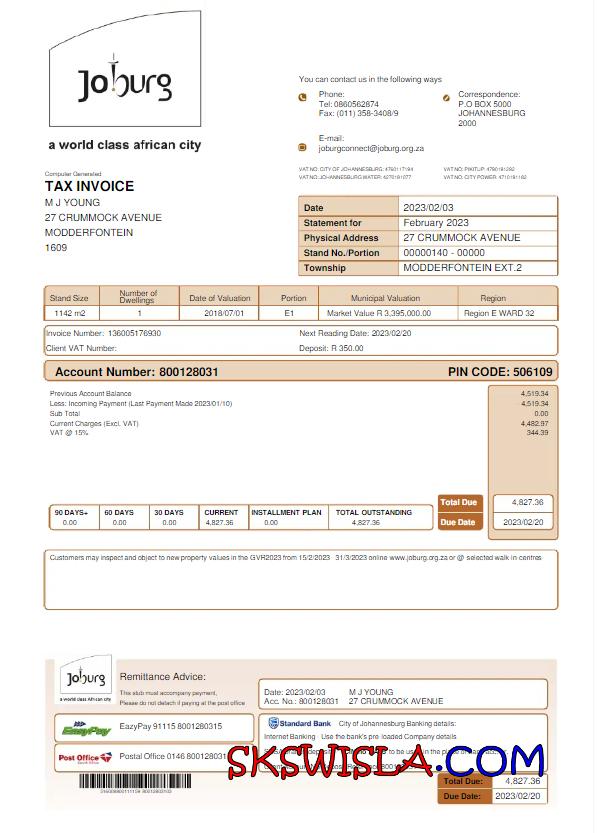 Joburg
a world class african city
You can contact us in the following ways
Phone:
Tel: 0860562874
Fax: (011) 358-3408/9
Correspondence:
P.O BOX 5000
JOHANNESBURG
2000
E-mail:
joburgconnect@joburg.org.za
VAT NO: CITY OF JOHANNESBURG: 4760117194
VAT NO: PIKITUP: 4790191292
VAT NO: JOHANNESBURG WATER: 4270191077
VAT NO: CITY POWER: 4710191182
Computer Generated
TAX INVOICE
M J YOUNG
27 CRUMMOCK AVENUE
MODDERFONTEIN
1609
Date 2023/02/03
Statement for February 2023
Physical Address 27 CRUMMOCK AVENUE
Stand No./Portion 00000140 - 00000
Township MODDERFONTEIN EXT.2
Stand Size Number of Dwellings Date of Valuation Portion Municipal Valuation Region
1142 m2 1 2018/07/01 E1 Market Value R 3,395,000.00 Region E WARD 32
Invoice Number: 136005176930 Next Reading Date: 2023/02/20
Client VAT Number: Deposit: R 350.00
Account Number: 800128031 PIN CODE: 506109
Previous Account Balance 4,519.34
Less: Incoming Payment (Last Payment Made 2023/01/10) 4,519.34
Sub Total 0.00
Current Charges (Excl. VAT) 4,482.97
VAT @ 15% 344.39
Total Due 4,827.36
90 DAYS+ 60 DAYS 30 DAYS CURRENT INSTALLMENT PLAN TOTAL OUTSTANDING
0.00 0.00 0.00 4,827.36 0.00 4,827.36
Due Date 2023/02/20
Customers may inspect and object to new property values in the GVR2023 from 15/2/2023- 31/3/2023 online www.joburg.org.za or @ selected walk in centres
Joburg
a world class African city
Remittance Advice:
This stub must accompany payment,
Please do not detach if paying at the post office
Date: 2023/02/03 M J YOUNG
Acc. No.: 800128031 27 CRUMMOCK AVENUE
EasyPay EazyPay 91115 8001280315
Standard Bank City of Johannesburg Banking details:
Internet Banking - Use the bank's pre loaded Company details
Post Office South Africa Postal Office 0146 800128031
SKSWISLA.COM
Total Due: 4,827.36
Due Date: 2023/02/20